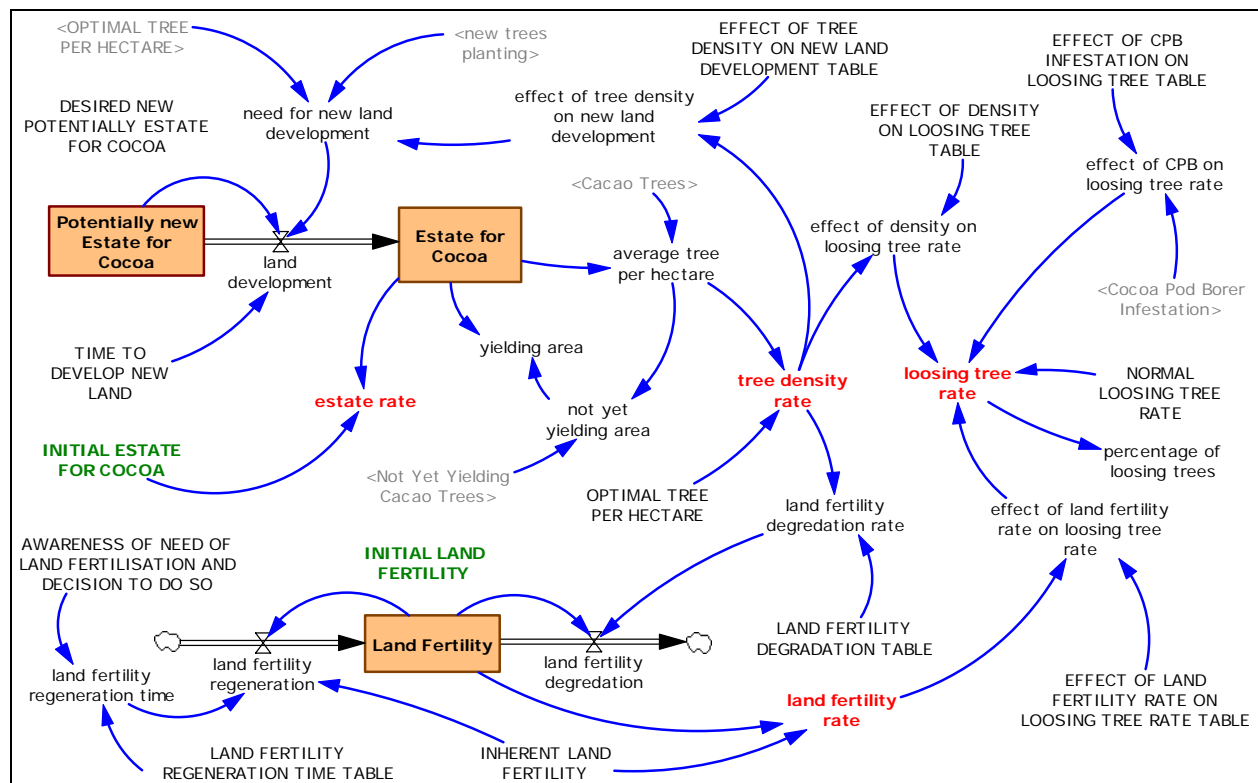 <OPTIMAL TREE
PER HECTARE>
<new trees
planting>
EFFECT OF TREE
DENSITY ON NEW LAND
DEVELOPMENT TABLE
EFFECT OF CPB
INFESTATION ON
LOOSING TREE TABLE
DESIRED NEW
POTENTIALLY ESTATE
FOR COCOA
need for new land
development
effect of tree density
on new land
development
EFFECT OF DENSITY
ON LOOSING TREE
TABLE
effect of CPB on
loosing tree rate
<Cacao Trees>
Potentially new
Estate for
Cocoa
land
development
Estate for
Cocoa
average tree
per hectare
effect of density on
loosing tree rate
<Cocoa Pod Borer
Infestation>
TIME TO
DEVELOP NEW
LAND
yielding area
estate rate
not yet
yielding area
tree density
rate
loosing tree
rate
NORMAL
LOOSING TREE
RATE
INITIAL ESTATE
FOR COCOA
<Not Yet Yielding
Cacao Trees>
OPTIMAL TREE
PER HECTARE
percentage of
loosing trees
land fertility
degredation rate
effect of land fertility
rate on loosing tree
rate
AWARENESS OF NEED OF
LAND FERTILISATION AND
DECISION TO DO SO
INITIAL LAND
FERTILITY
Land Fertility
land fertility
regeneration time
land fertility
regeneration
land fertility
degredation
LAND FERTILITY
DEGRADATION TABLE
land fertility
rate
EFFECT OF LAND
FERTILITY RATE ON
LOOSING TREE RATE TABLE
LAND FERTILITY
REGENERATION TIME TABLE
INHERENT LAND
FERTILITY